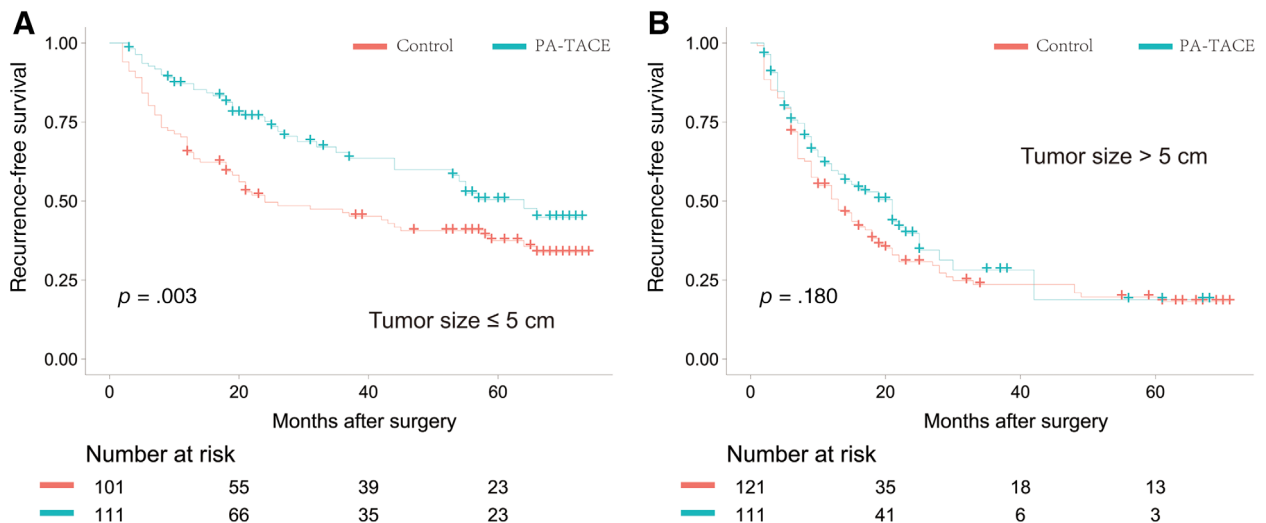 A
Control PA-TACE
Recurrence-free survival
1.00
0.75
0.50
0.25
0.00
p = .003
Tumor size ≤ 5 cm
0 20 40 60
Months after surgery
Number at risk
101 55 39 23
111 66 35 23
B
Control PA-TACE
Recurrence-free survival
1.00
0.75
0.50
0.25
0.00
Tumor size > 5 cm
p = .180
0 20 40 60
Months after surgery
Number at risk
121 35 18 13
111 41 6 3